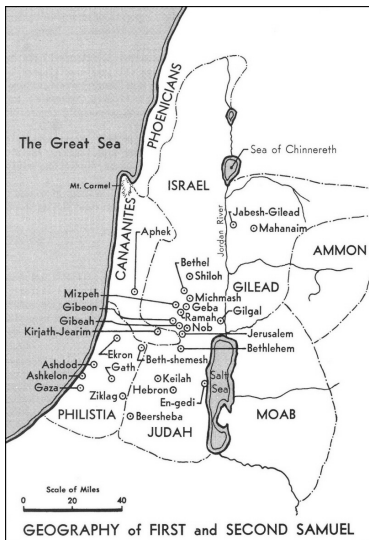 PHOENICIANS
The Great Sea
Sea of Chinnereth
Mt. Carmel
ISRAEL
CANAANITES
Jordan River
Jabesh-Gilead
Mahanaim
Aphek
AMMON
Bethel
Shiloh
GILEAD
Mizpeh
Michmash
Gibeon
Geba
Ramah
Gilgal
Gibeah
Nob
Kirjath-Jearim
Jerusalem
Ekron
Beth-shemesh
Bethlehem
Ashdod
Gath
Ashkelon
Keilah
Salt
Sea
Gaza
Hebron
Ziklag
En-gedi
PHILISTIA
Beersheba
MOAB
JUDAH
Scale of Miles
0 20 40
GEOGRAPHY of FIRST and SECOND SAMUEL